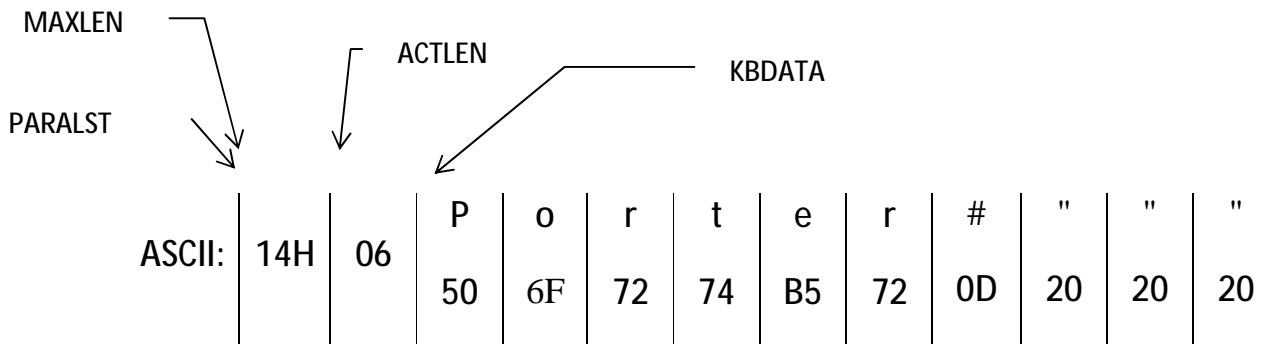 MAXLEN
ACTLEN
KBDATA
PARALST
P o r t e r # " " "
ASCII: 14H 06
50 6F 72 74 B5 72 0D 20 20 20